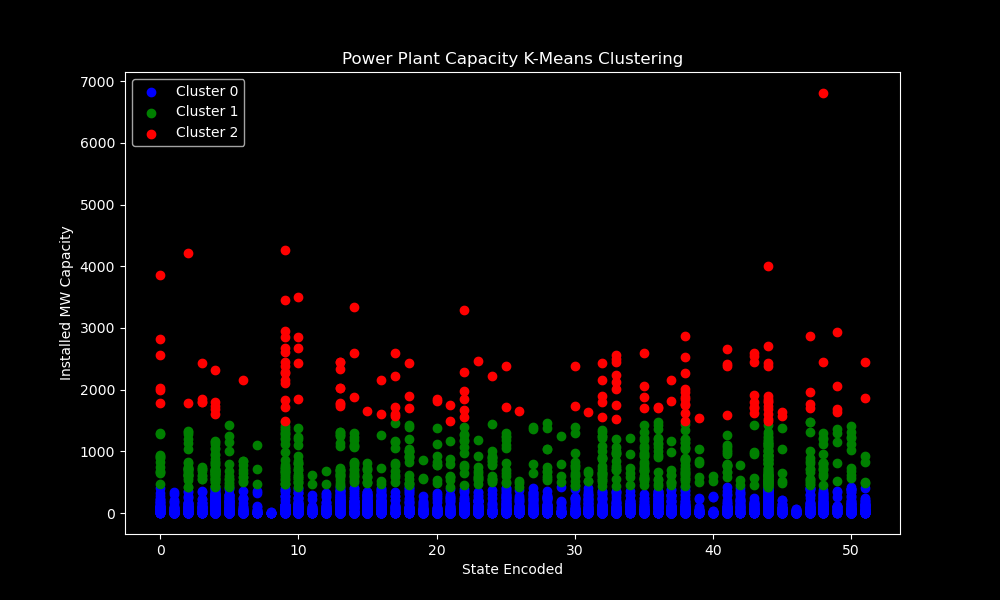 Power Plant Capacity K-Means Clustering
7000
6000
5000
4000
3000
2000
1000
0
Installed MW Capacity
Cluster 0
Cluster 1
Cluster 2
0 10 20 30 40 50
State Encoded